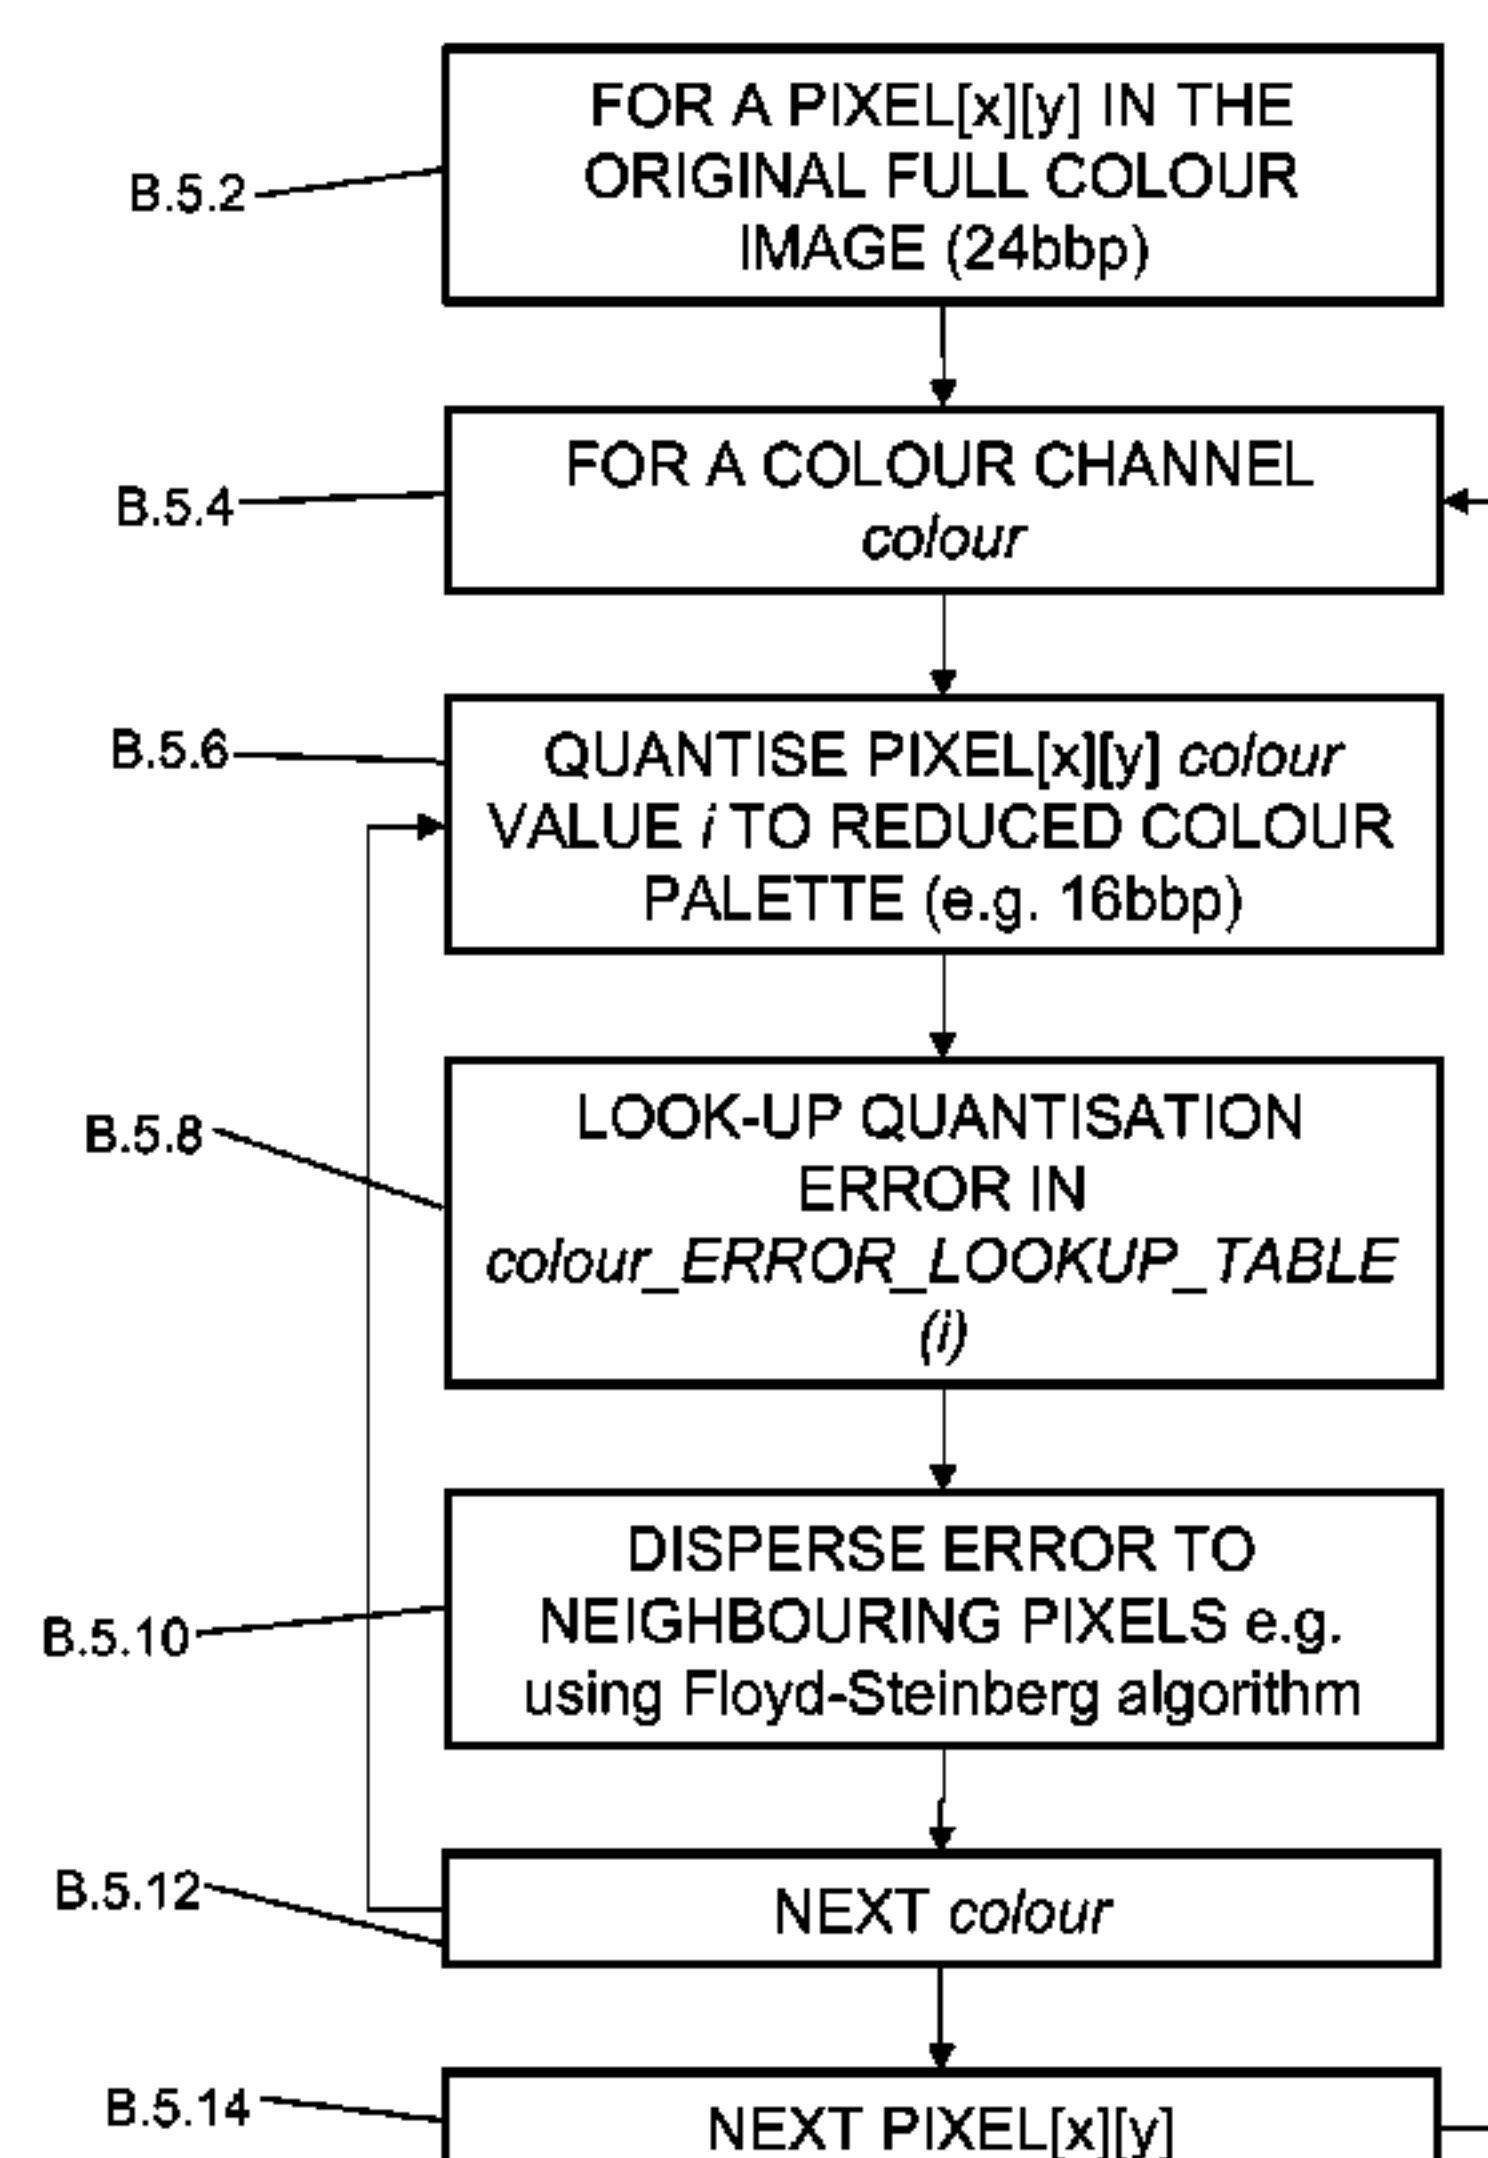 FOR A PIXEL[x][y] IN THE
ORIGINAL FULL COLOUR
IMAGE (24bbp)
B.5.2
FOR A COLOUR CHANNEL
colour
B.5.4
QUANTISE PIXEL[x][y] colour
VALUE i TO REDUCED COLOUR
PALETTE (e.g. 16bbp)
B.5.6
LOOK-UP QUANTISATION
ERROR IN
colour_ERROR_LOOKUP_TABLE
(i)
B.5.8
DISPERSE ERROR TO
NEIGHBOURING PIXELS e.g.
using Floyd-Steinberg algorithm
B.5.10
NEXT colour
B.5.12
NEXT PIXEL[x][y]
B.5.14